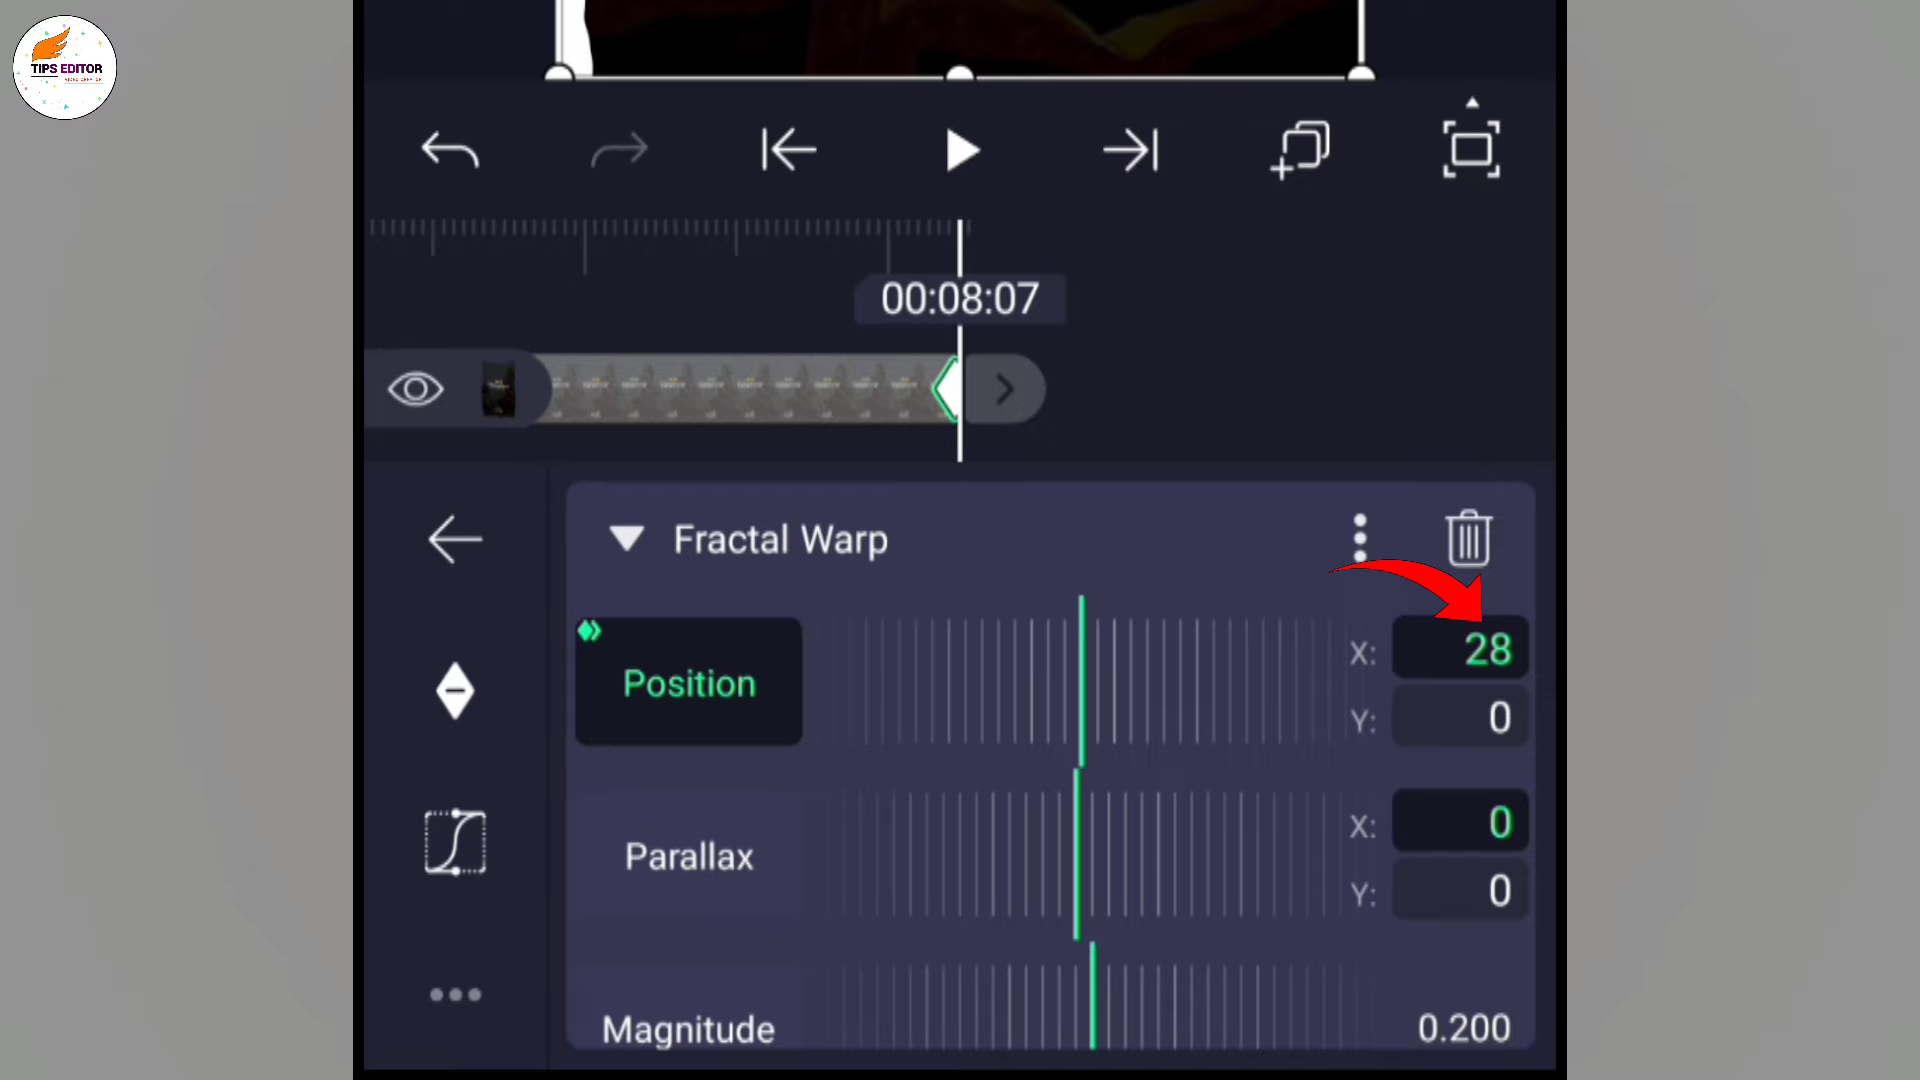 TIPS EDITOR
00:08:07
Fractal Warp
Position
X: 28
Y: 0
Parallax
X: 0
Y: 0
Magnitude
0.200